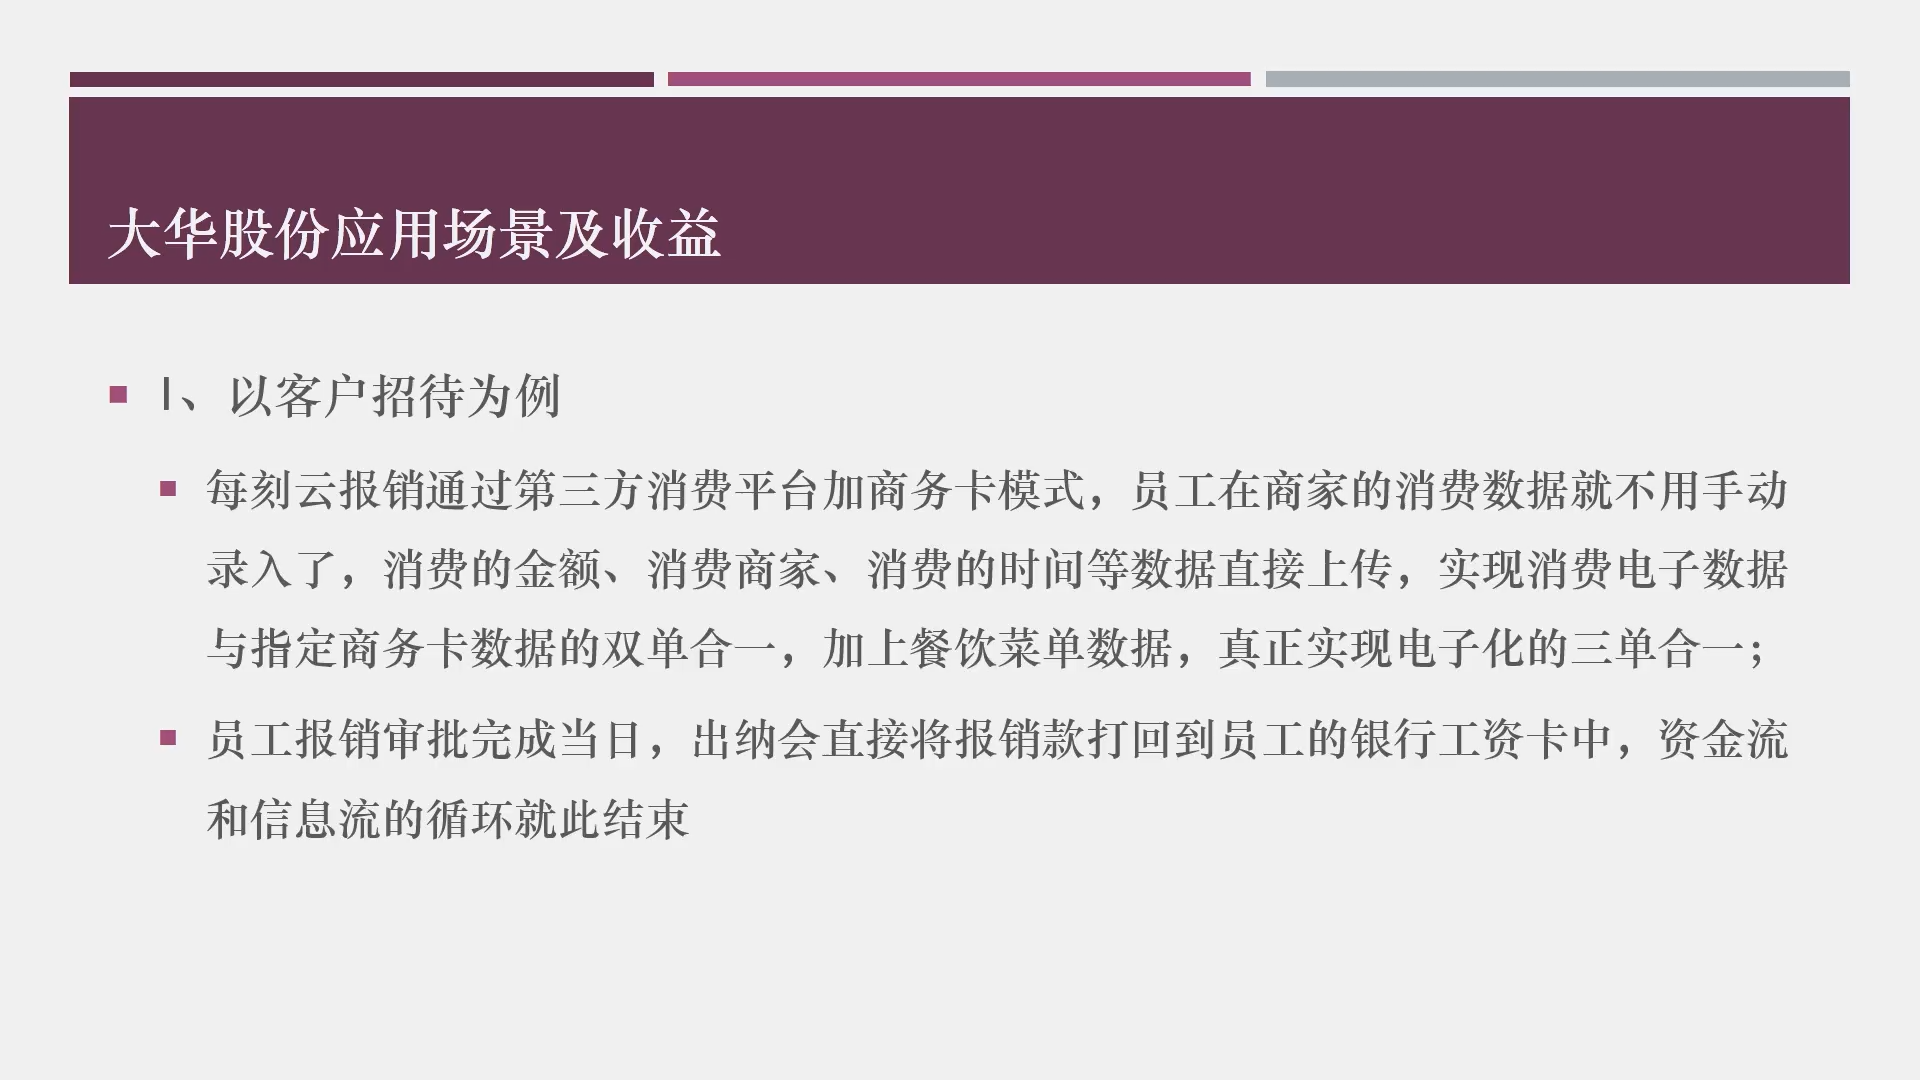 大华股份应用场景及收益
1、以客户招待为例
每刻云报销通过第三方消费平台加商务卡模式，员工在商家的消费数据就不用手动
录入了，消费的金额、消费商家、消费的时间等数据直接上传，实现消费电子数据
与指定商务卡数据的双单合一，加上餐饮菜单数据，真正实现电子化的三单合一；
员工报销审批完成当日，出纳会直接将报销款打回到员工的银行工资卡中，资金流
和信息流的循环就此结束